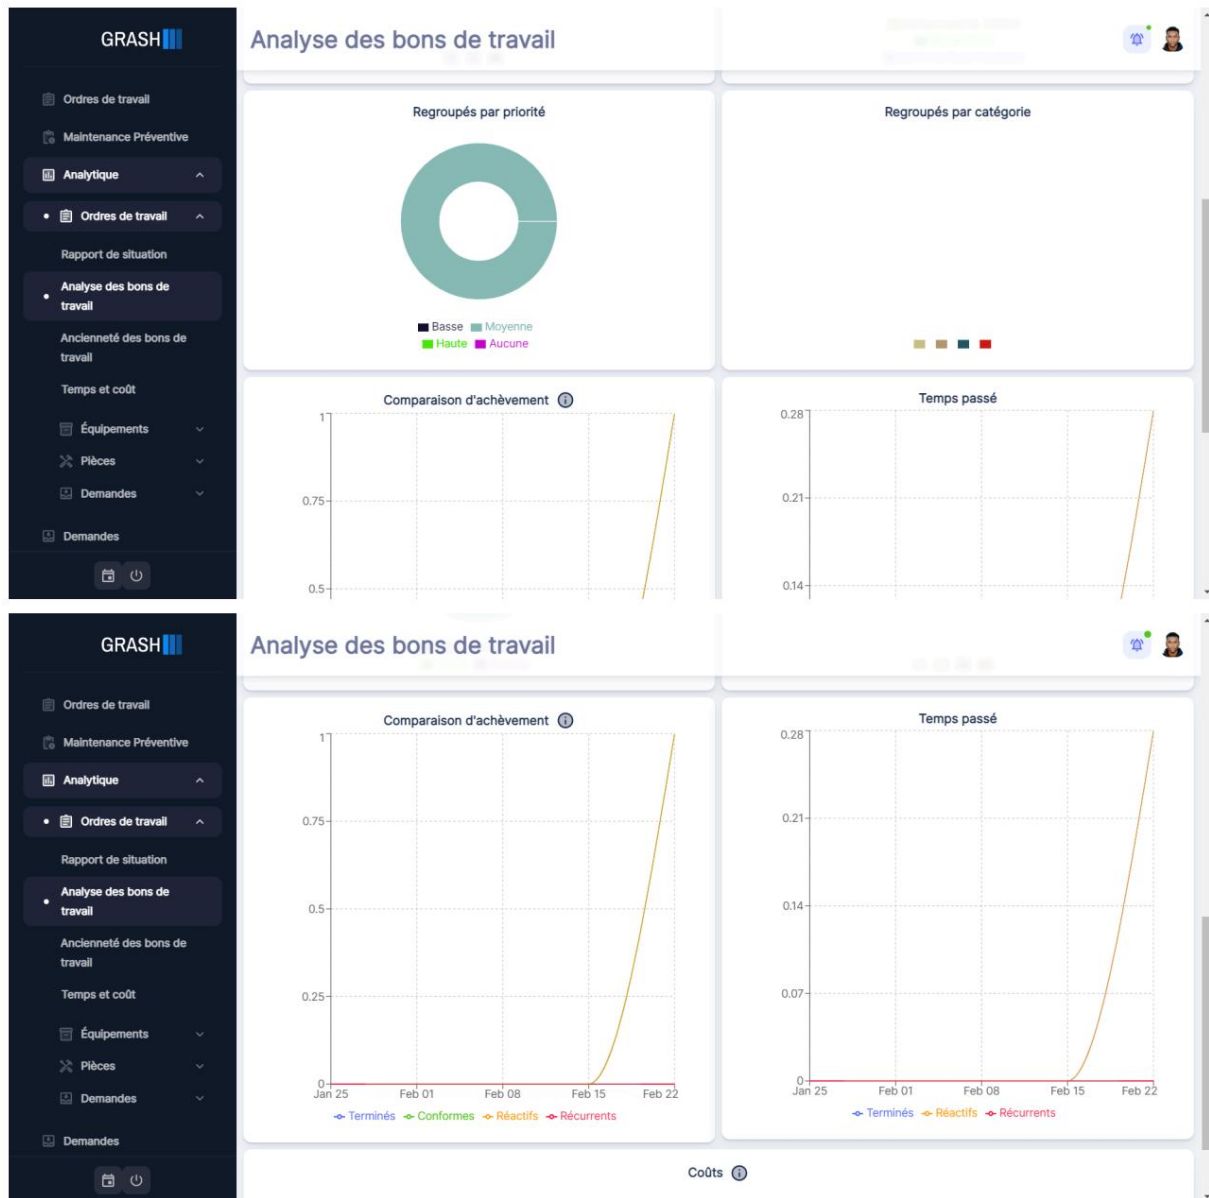 GRASH
Analyse des bons de travail
Ordres de travail
Maintenance Préventive
Analytique
Ordres de travail
Rapport de situation
Analyse des bons de
travail
Ancienneté des bons de
travail
Temps et coût
Équipements
Pièces
Demandes
Demandes
Regroupés par priorité
Basse Moyenne
Haute Aucune
Regroupés par catégorie
Comparaison d'achèvement
1
0.75
0.5
Temps passé
0.28
0.21
0.14
GRASH
Analyse des bons de travail
Ordres de travail
Maintenance Préventive
Analytique
Ordres de travail
Rapport de situation
Analyse des bons de
travail
Ancienneté des bons de
travail
Temps et coût
Équipements
Pièces
Demandes
Demandes
Comparaison d'achèvement
1
0.75
0.5
0.25
0
Jan 25 Feb 01 Feb 08 Feb 15 Feb 22
Terminés Conformes Réactifs Récurrents
Temps passé
0.28
0.21
0.14
0.07
0
Jan 25 Feb 01 Feb 08 Feb 15 Feb 22
Terminés Réactifs Récurrents
Coûts